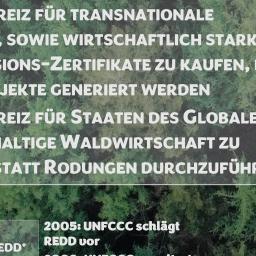 REIZ FÜR TRANSNATIONALE
, SOWIE WIRTSCHAFTLICH STARK
SIONS-ZERTIFIKATE ZU KAUFEN,
JEKTE GENERIERT WERDEN
REIZ FÜR STAATEN DES GLOBALE
HALTIGE WALDWIRTSCHAFT ZU
STATT RODUNGEN DURCHZUFÜHR
2005: UNFCCC schlägt
REDD vor
EDD*